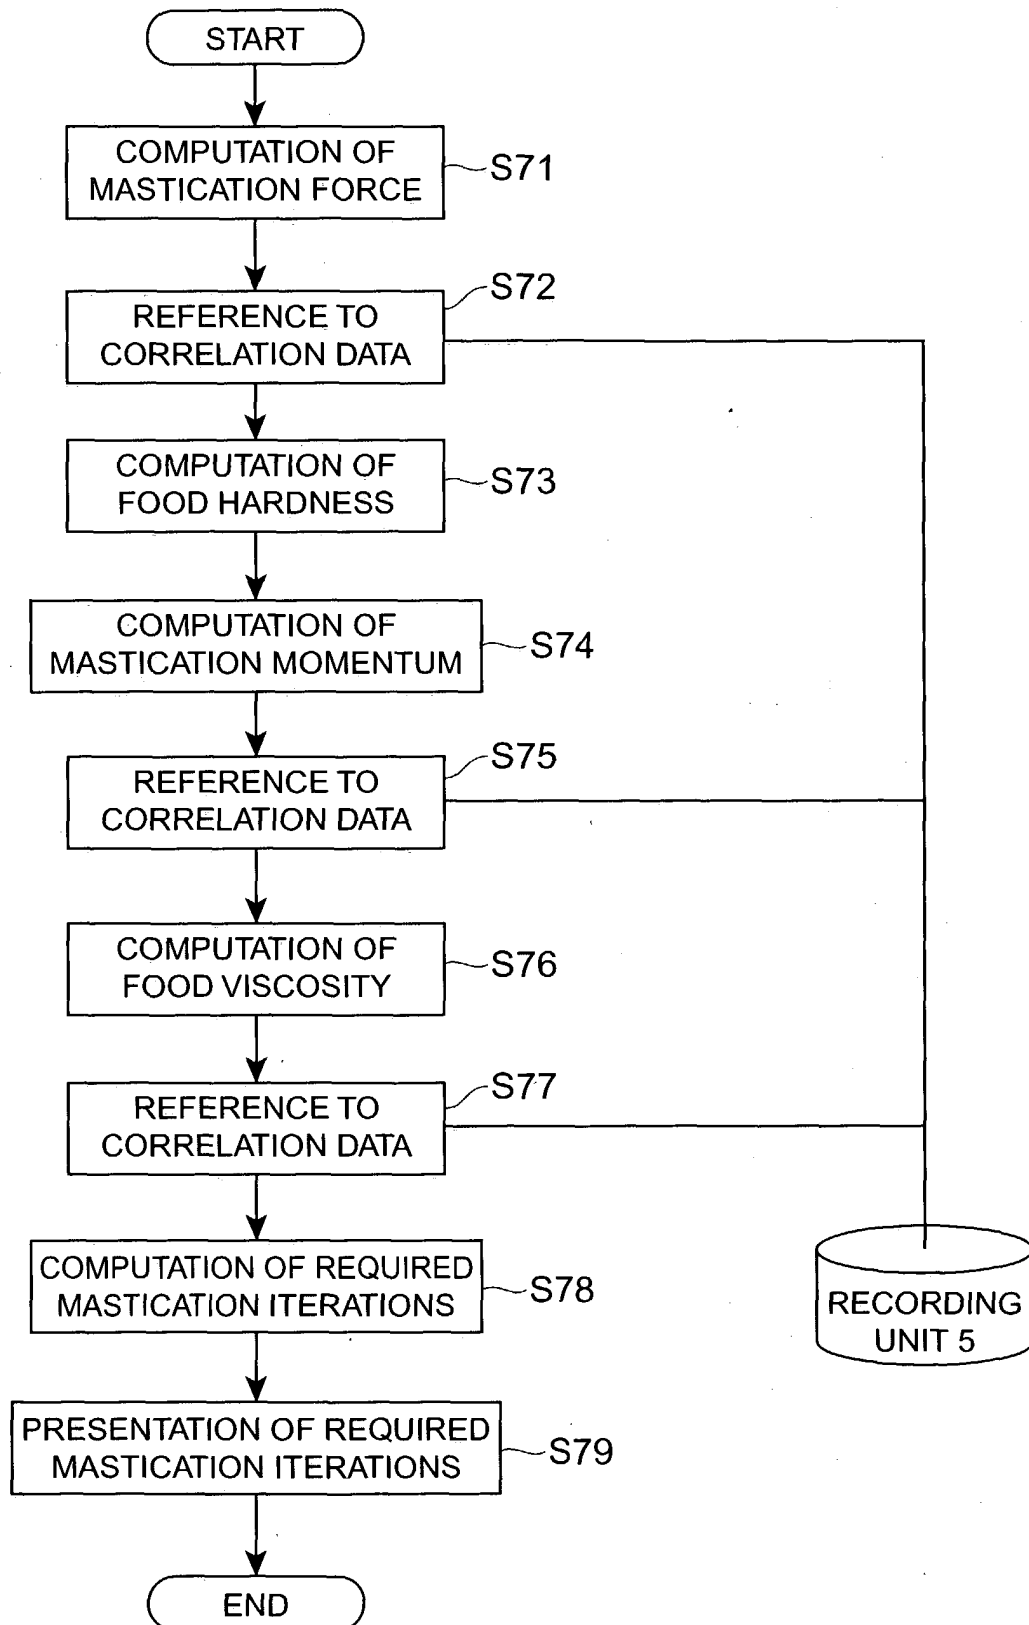 START
COMPUTATION OF
MASTICATION FORCE
S71
REFERENCE TO
CORRELATION DATA
S72
COMPUTATION OF
FOOD HARDNESS
S73
COMPUTATION OF
MASTICATION MOMENTUM
S74
REFERENCE TO
CORRELATION DATA
S75
COMPUTATION OF
FOOD VISCOSITY
S76
REFERENCE TO
CORRELATION DATA
S77
COMPUTATION OF REQUIRED
MASTICATION ITERATIONS
S78
RECORDING
UNIT 5
PRESENTATION OF REQUIRED
MASTICATION ITERATIONS
S79
END